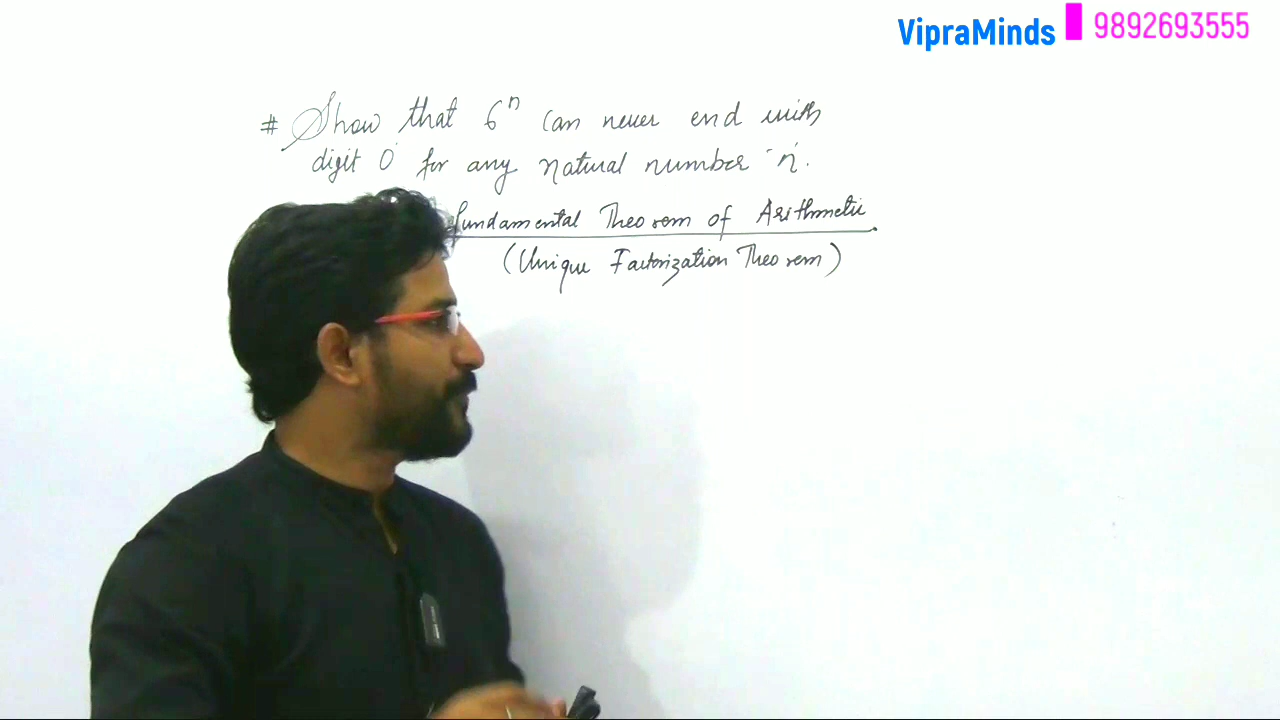 VipraMinds 9892693555
# Show that 6ⁿ can never end with
digit '0' for any natural number 'n'.
Fundamental Theorem of Arithmetic
(Unique Factorization Theorem)